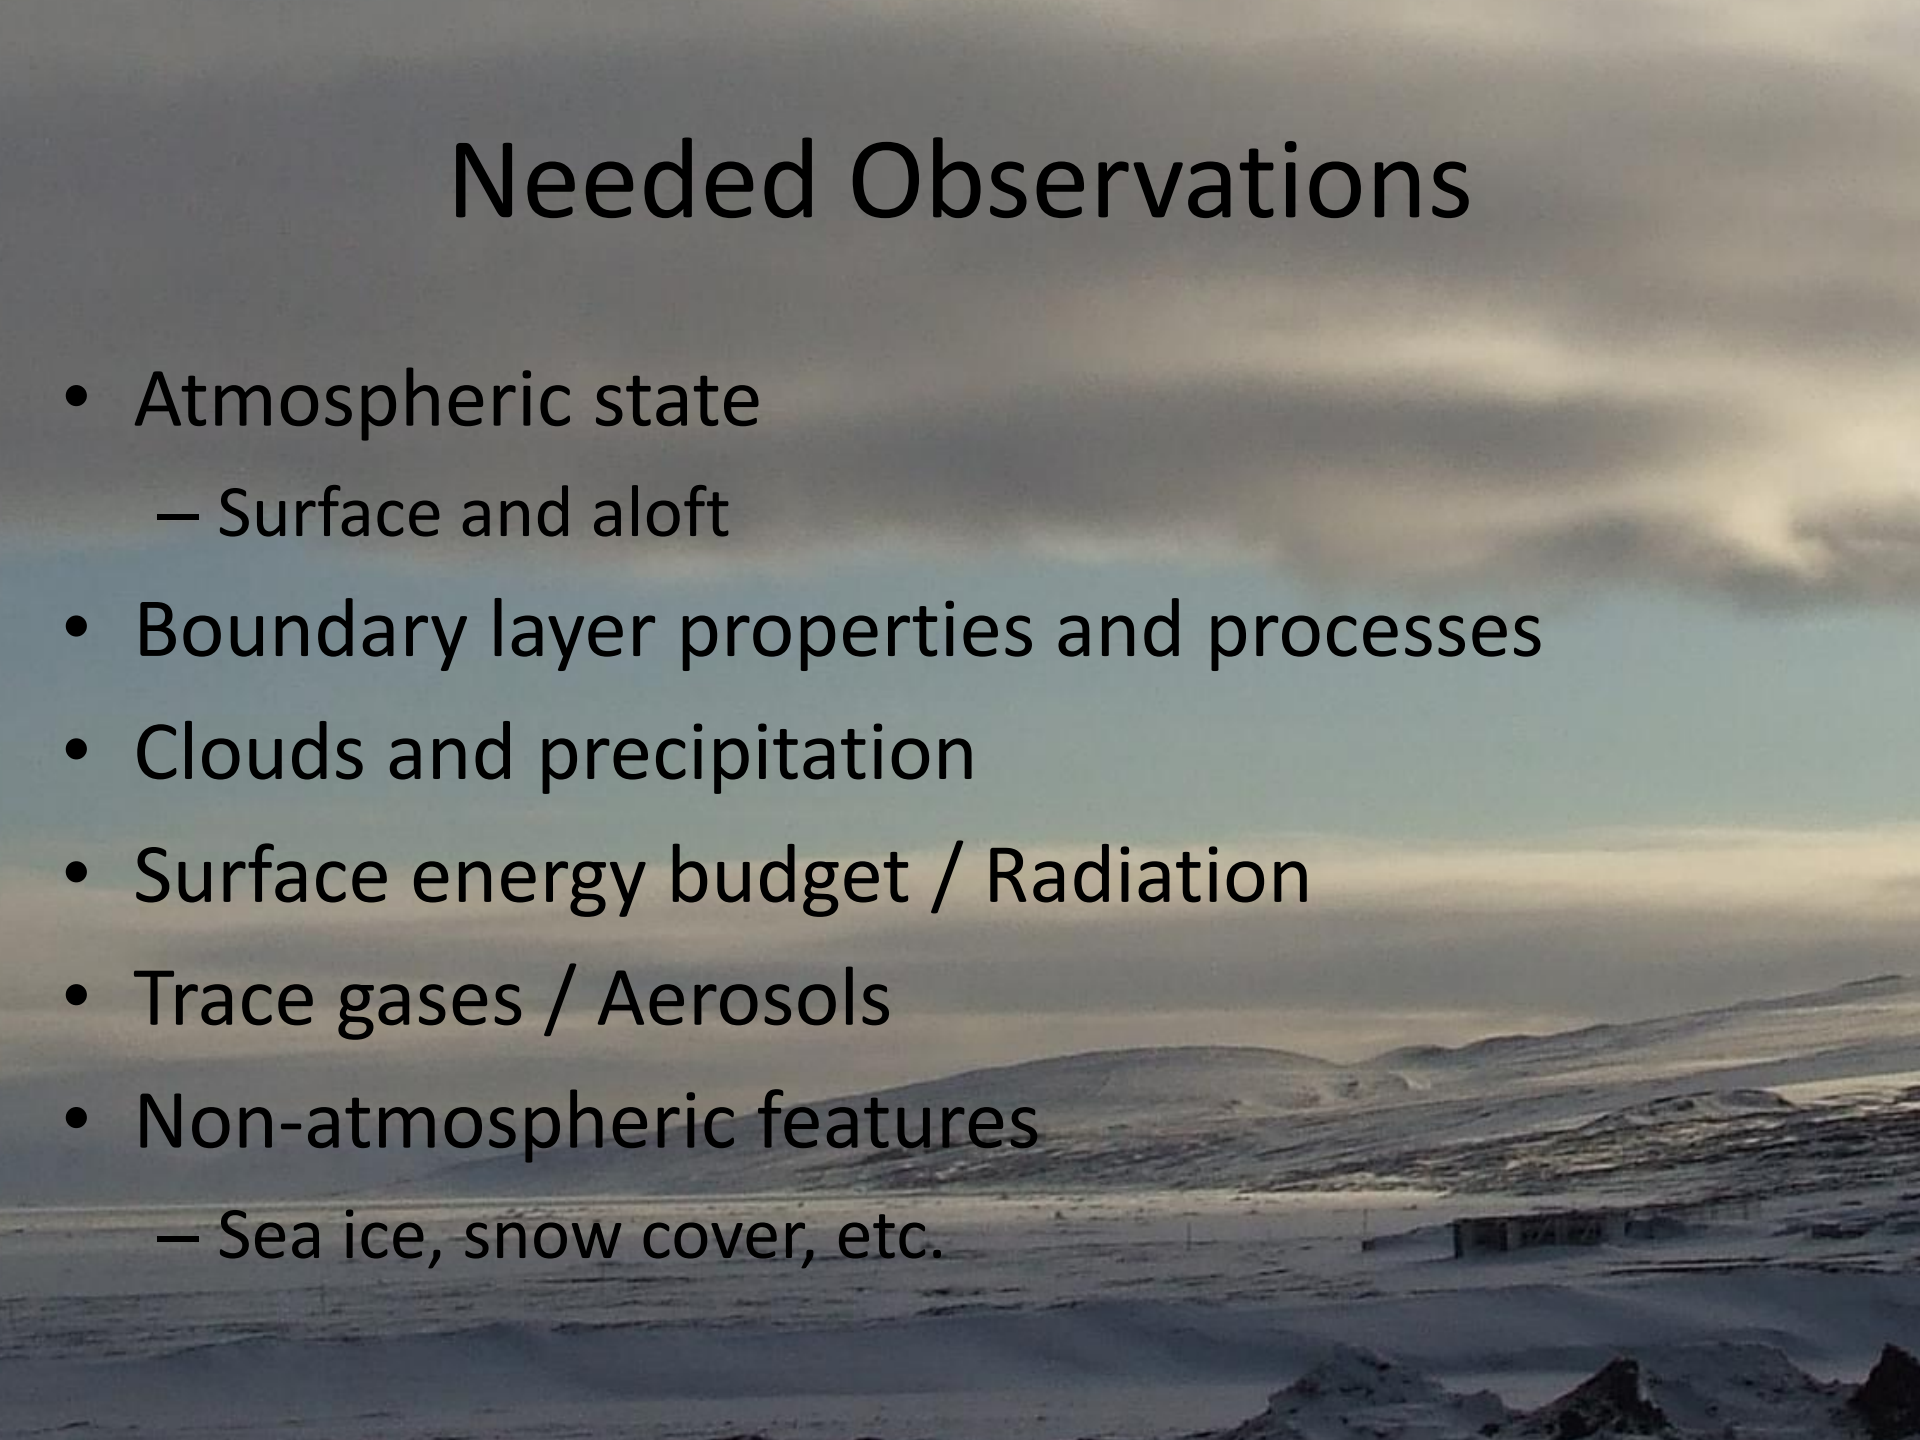 Needed Observations
• Atmospheric state
– Surface and aloft
• Boundary layer properties and processes
• Clouds and precipitation
• Surface energy budget / Radiation
• Trace gases / Aerosols
• Non-atmospheric features
– Sea ice, snow cover, etc.